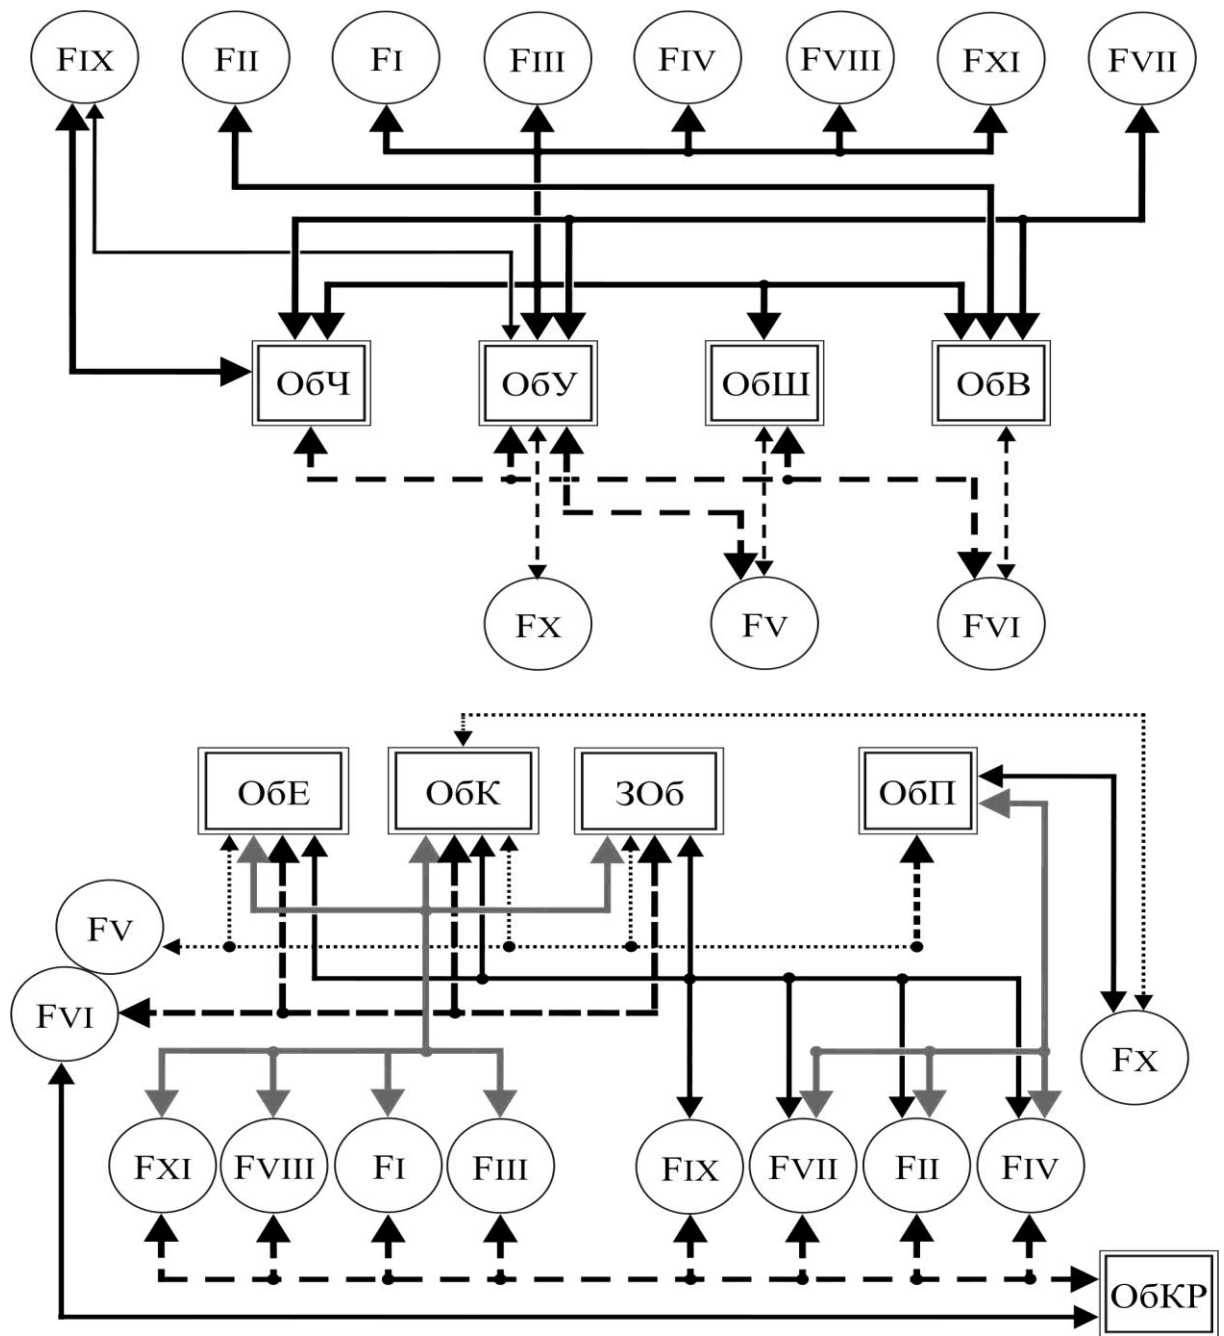 FIX FII FI FIII FIV FVIII FXI FVII
ОбЧ ОбУ ОбШ ОбВ
FX FV FVI
ОбЕ ОбК ЗОб ОбП
FV
FVI
FX
FXI FVIII FI FIII FIX FVII FII FIV
ОбКР